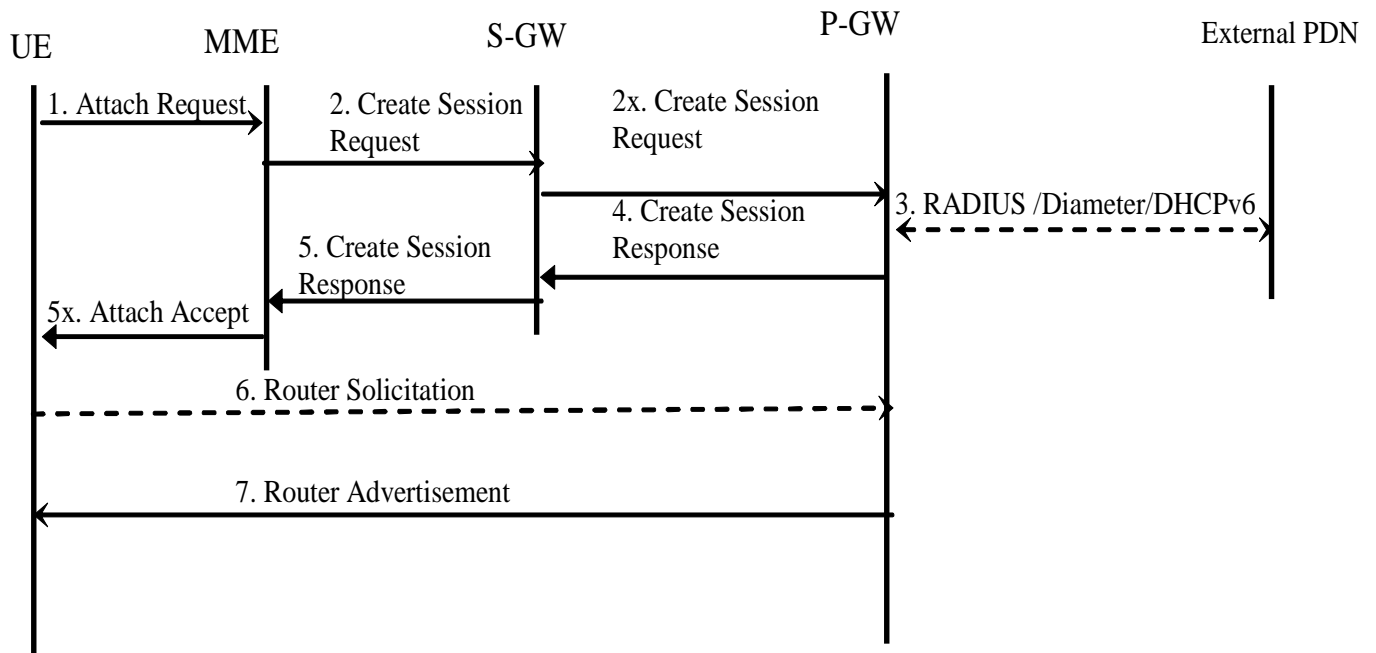 UE
MME
S-GW
P-GW
External PDN
1. Attach Request
2. Create Session
Request
2x. Create Session
Request
3. RADIUS /Diameter/DHCPv6
4. Create Session
Response
5. Create Session
Response
5x. Attach Accept
6. Router Solicitation
7. Router Advertisement